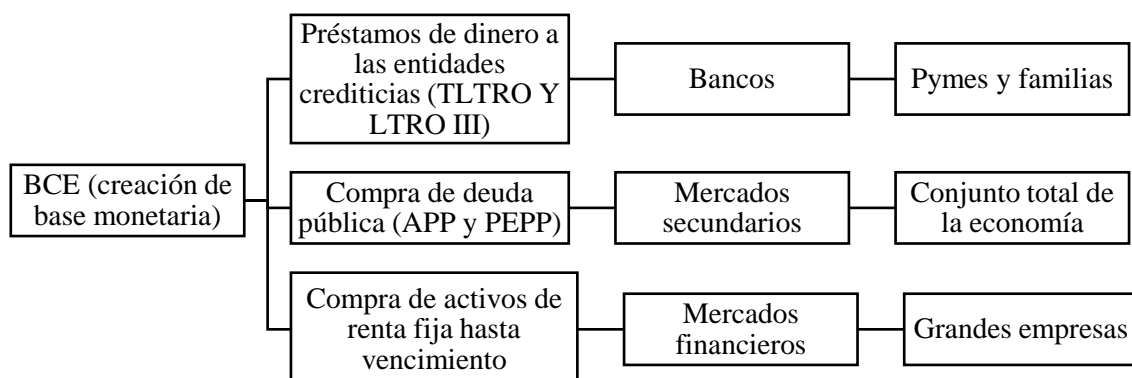 BCE (creación de
base monetaria)
Préstamos de dinero a
las entidades
crediticias (TLTRO Y
LTRO III)
Bancos
Pymes y familias
Compra de deuda
pública (APP y PEPP)
Mercados
secundarios
Conjunto total de
la economía
Compra de activos de
renta fija hasta
vencimiento
Mercados
financieros
Grandes empresas